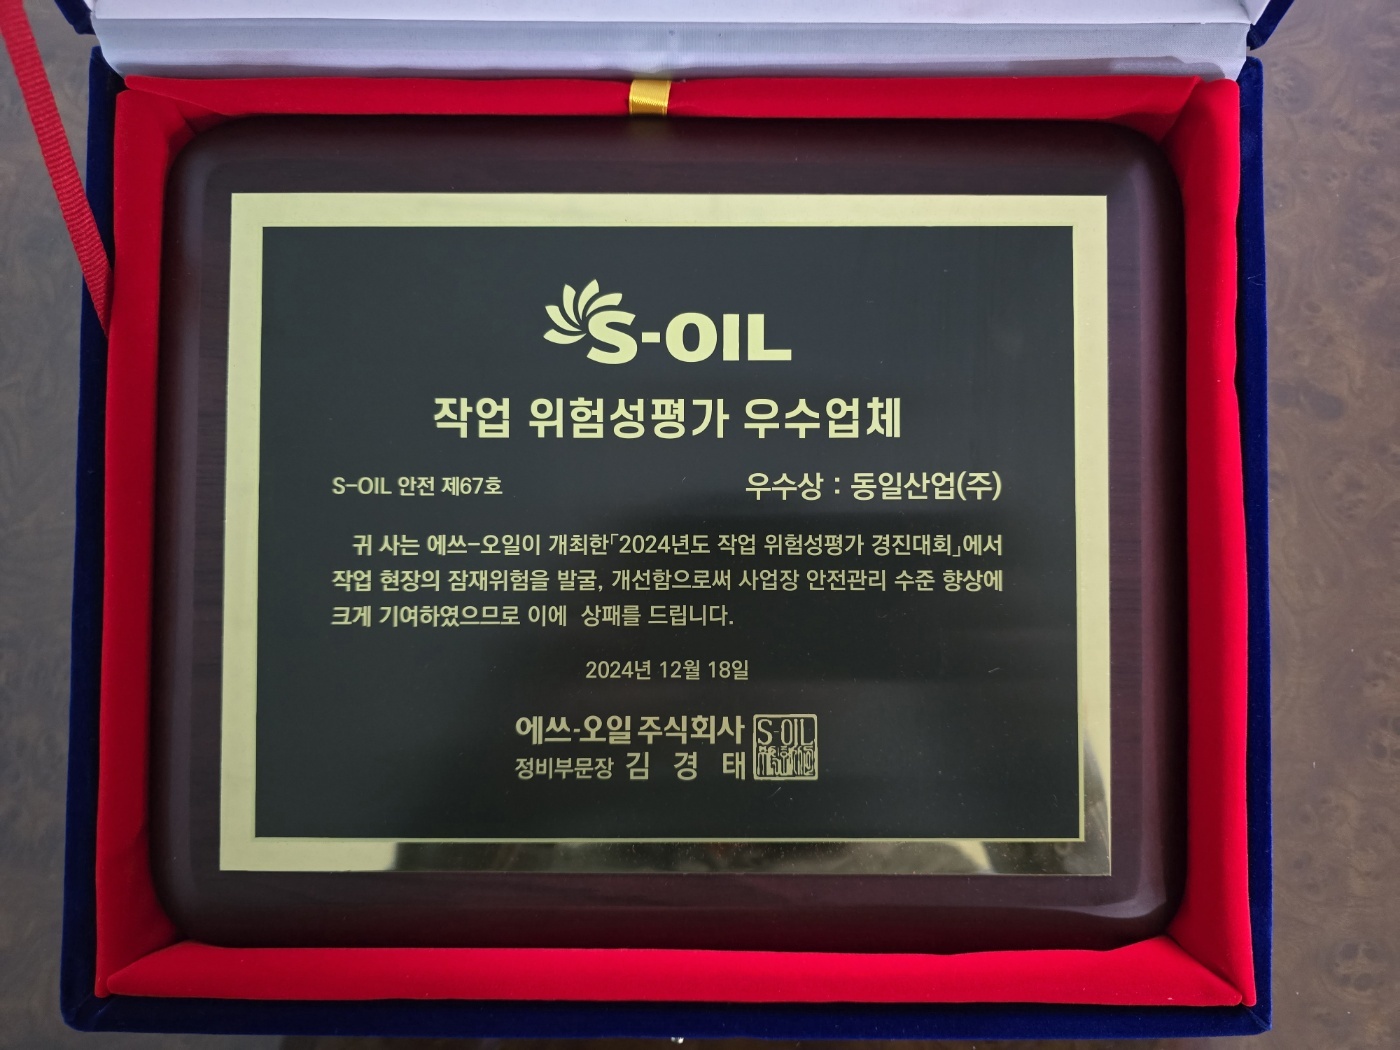 S-OIL
작업 위험성평가 우수업체
S-OIL 안전 제67호
우수상 : 동일산업(주)
귀 사는 에쓰-오일이 개최한「2024년도 작업 위험성평가 경진대회」에서
작업 현장의 잠재위험을 발굴, 개선함으로써 사업장 안전관리 수준 향상에
크게 기여하였으므로 이에 상패를 드립니다.
2024년 12월 18일
에쓰-오일 주식회사
정비부문장 김 경 태
S-OIL